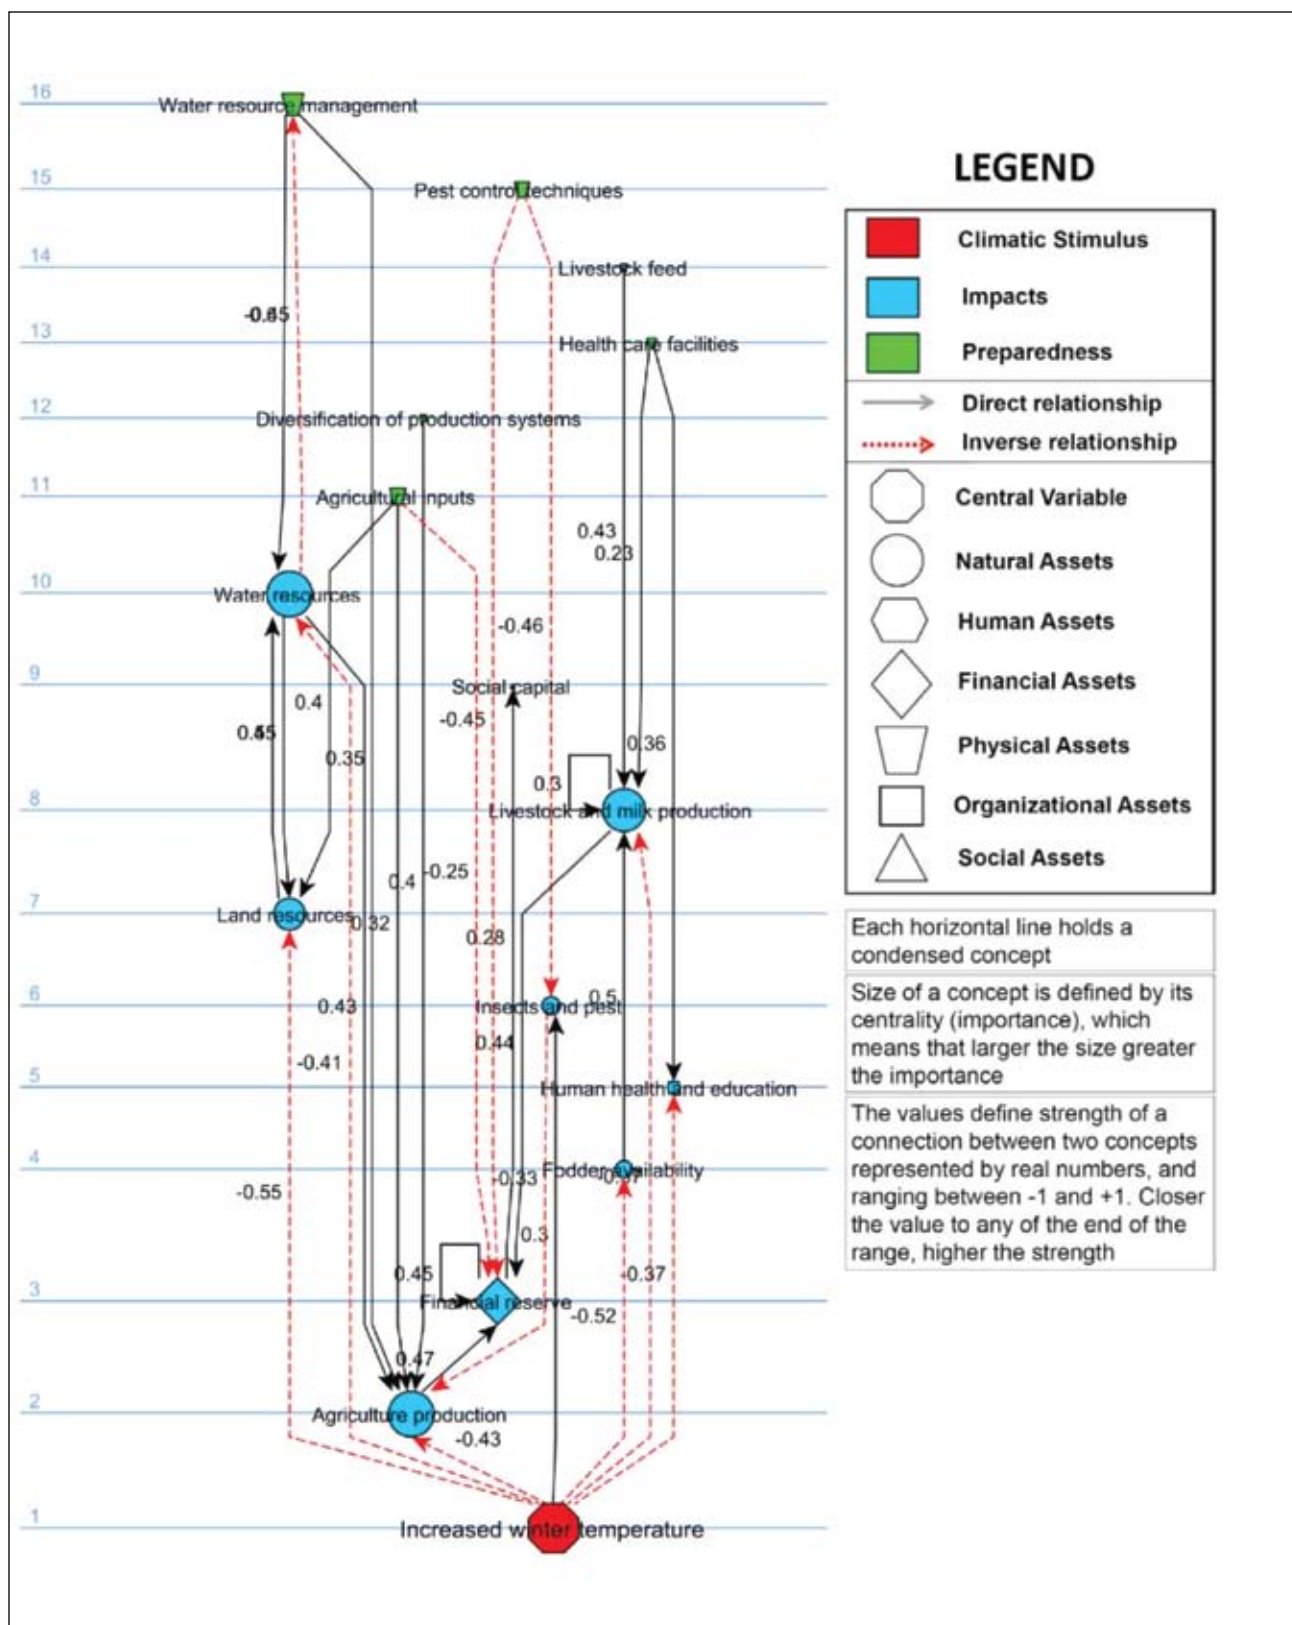 16
Water resource management
15
Pest control techniques
14
Livestock feed
13
Health care facilities
12
Diversification of production systems
11
Agricultural inputs
0.43
0.23
10
Water resources
-0.46
9
Social capital
0.4
-0.45
0.35
0.36
0.3
8
Livestock and milk production
0.4
-0.25
7
Land resources
0.32
0.28
6
Insects and pest
0.5
0.43
0.44
-0.41
5
Human health and education
4
Fodder availability
-0.33
-0.55
0.3
0.45
-0.37
3
Financial reserve
-0.52
0.47
2
Agriculture production
-0.43
1
Increased winter temperature
LEGEND
Climatic Stimulus
Impacts
Preparedness
Direct relationship
Inverse relationship
Central Variable
Natural Assets
Human Assets
Financial Assets
Physical Assets
Organizational Assets
Social Assets
Each horizontal line holds a
condensed concept
Size of a concept is defined by its
centrality (importance), which
means that larger the size greater
the importance
The values define strength of a
connection between two concepts
represented by real numbers, and
ranging between -1 and +1. Closer
the value to any of the end of the
range, higher the strength